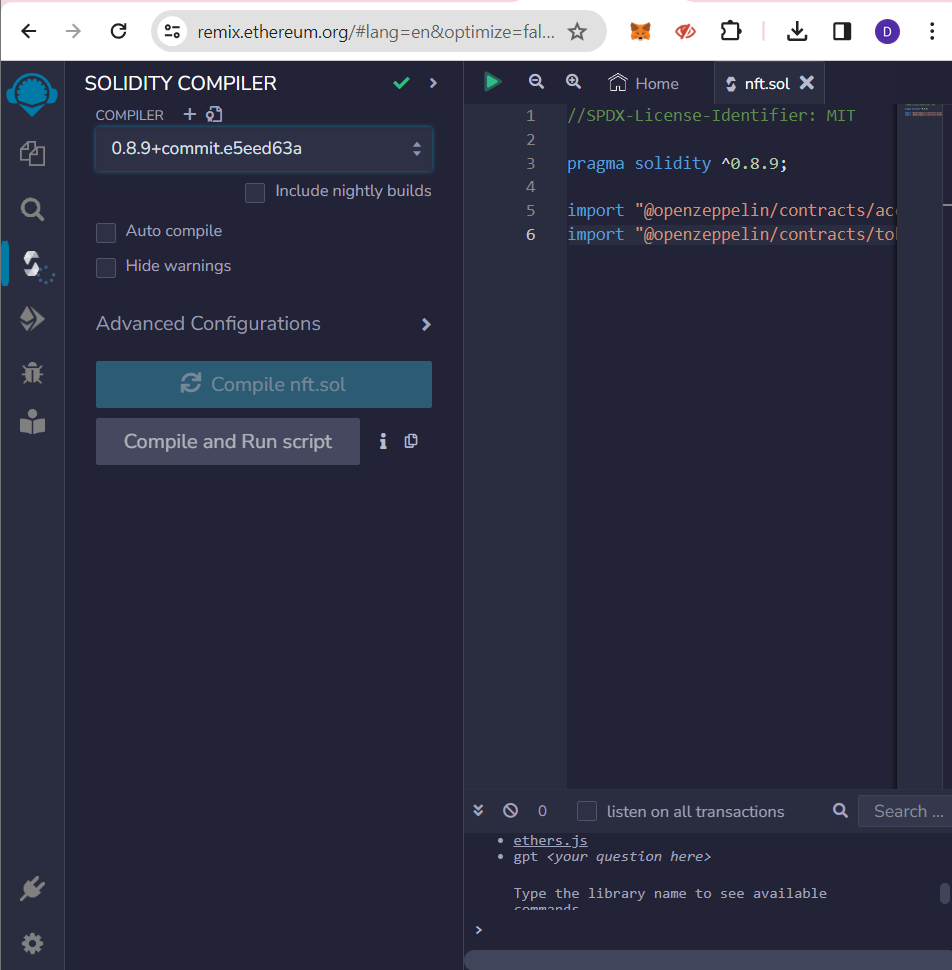 remix.ethereum.org/#lang=en&optimize=fal...
D
SOLIDITY COMPILER
COMPILER
0.8.9+commit.e5eed63a
Include nightly builds
Auto compile
Hide warnings
Advanced Configurations
Compile nft.sol
Compile and Run script
Home
nft.sol
1 //SPDX-License-Identifier: MIT
2
3 pragma solidity ^0.8.9;
4
5 import "@openzeppelin/contracts/ac
6 import "@openzeppelin/contracts/to
0
listen on all transactions
Search ...
• ethers.js
• gpt <your question here>
Type the library name to see available
commands
>